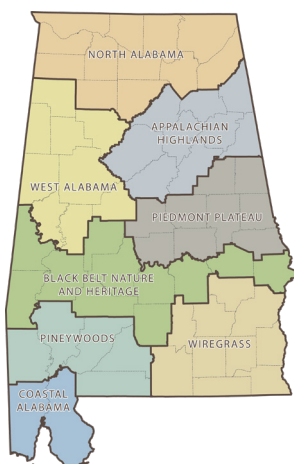 NORTH ALABAMA
APPALACHIAN
HIGHLANDS
WEST ALABAMA
PIEDMONT PLATEAU
BLACK BELT NATURE
AND HERITAGE
PINEYWOODS
WIREGRASS
COASTAL
ALABAMA